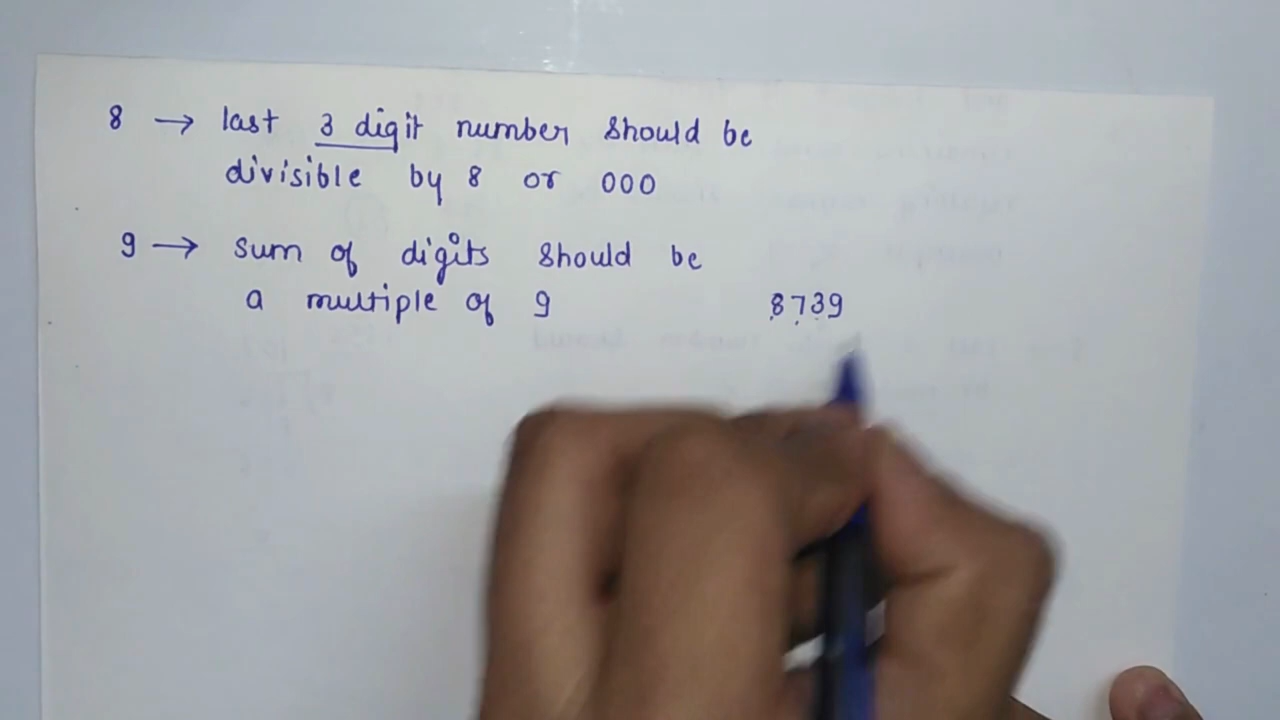 8 → last 3 digit number should be
divisible by 8 or 000
9 → sum of digits should be
a multiple of 9
8739